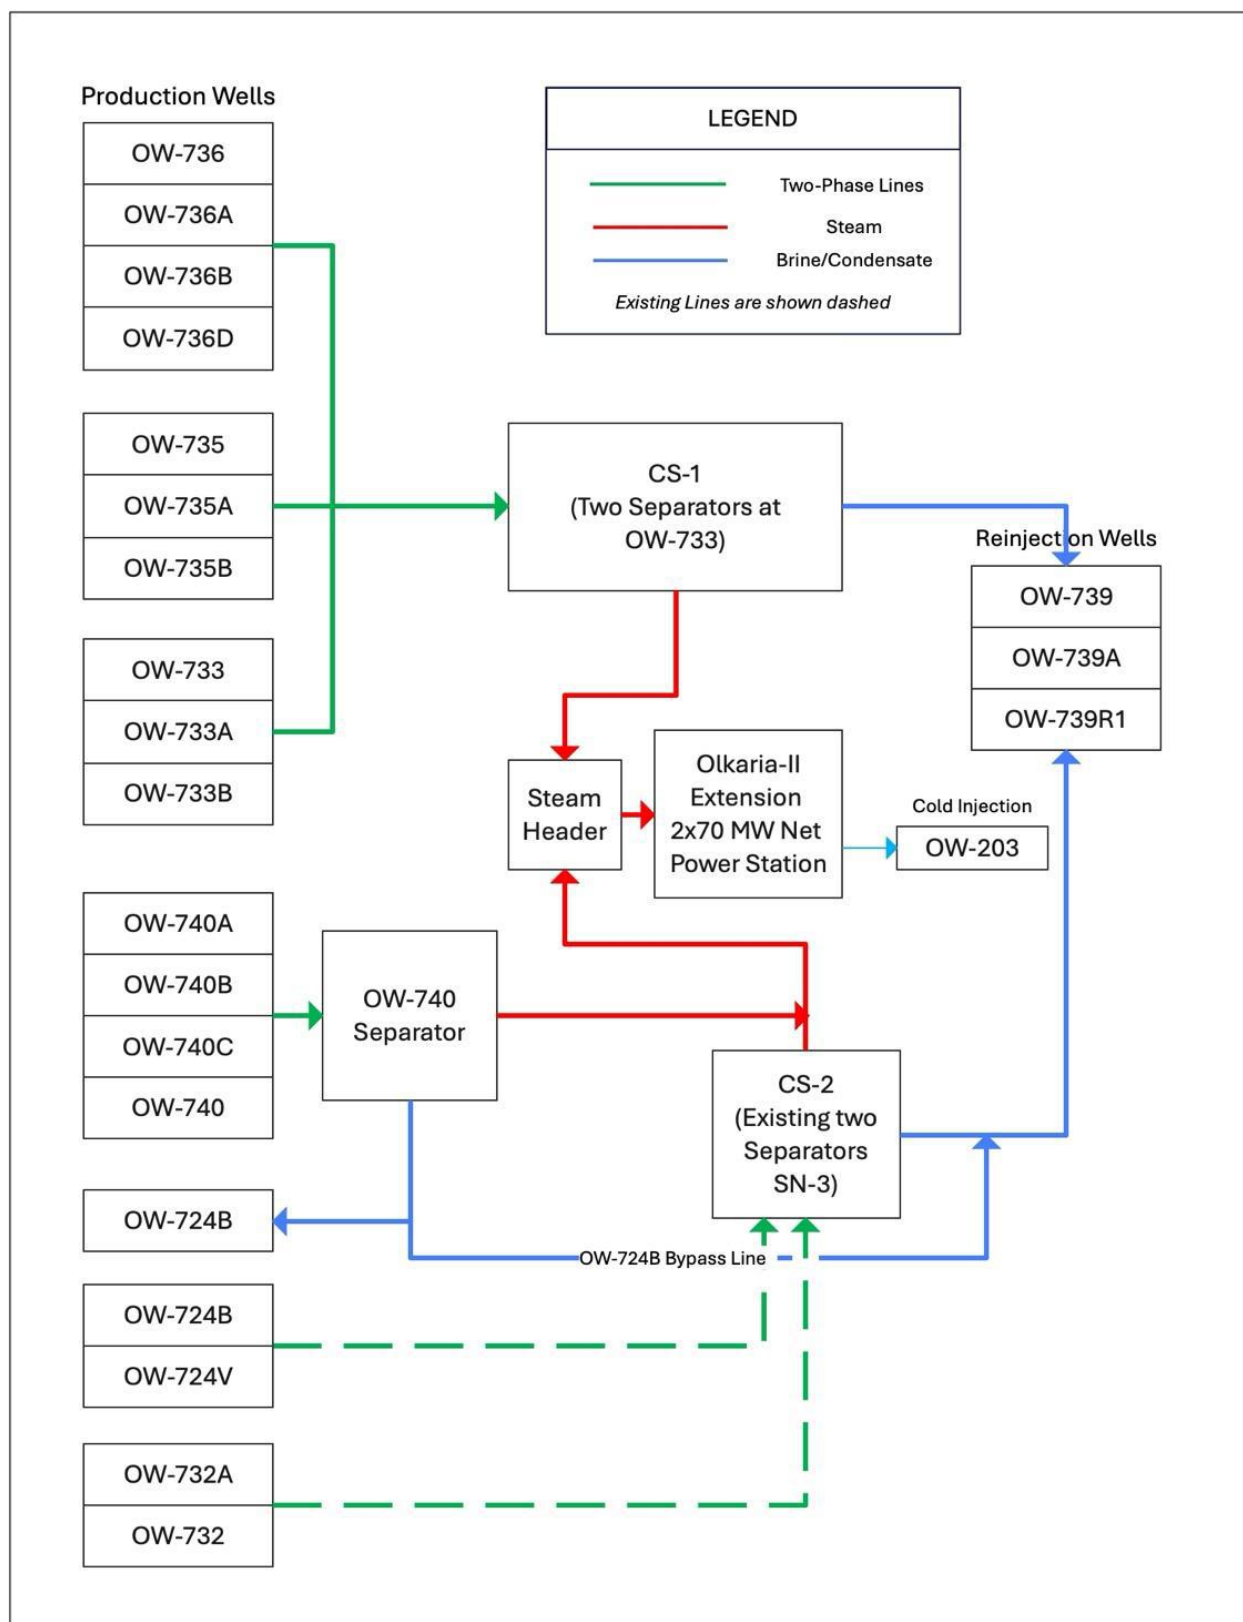 Production Wells
OW-736
OW-736A
OW-736B
OW-736D
LEGEND
Two-Phase Lines
Steam
Brine/Condensate
Existing Lines are shown dashed
OW-735
OW-735A
OW-735B
CS-1
(Two Separators at
OW-733)
Reinjection Wells
OW-739
OW-739A
OW-739R1
OW-733
OW-733A
OW-733B
Steam
Header
Olkaria-II
Extension
2x70 MW Net
Power Station
Cold Injection
OW-203
OW-740A
OW-740B
OW-740C
OW-740
OW-740
Separator
CS-2
(Existing two
Separators
SN-3)
OW-724B
OW-724B Bypass Line
OW-724B
OW-724V
OW-732A
OW-732